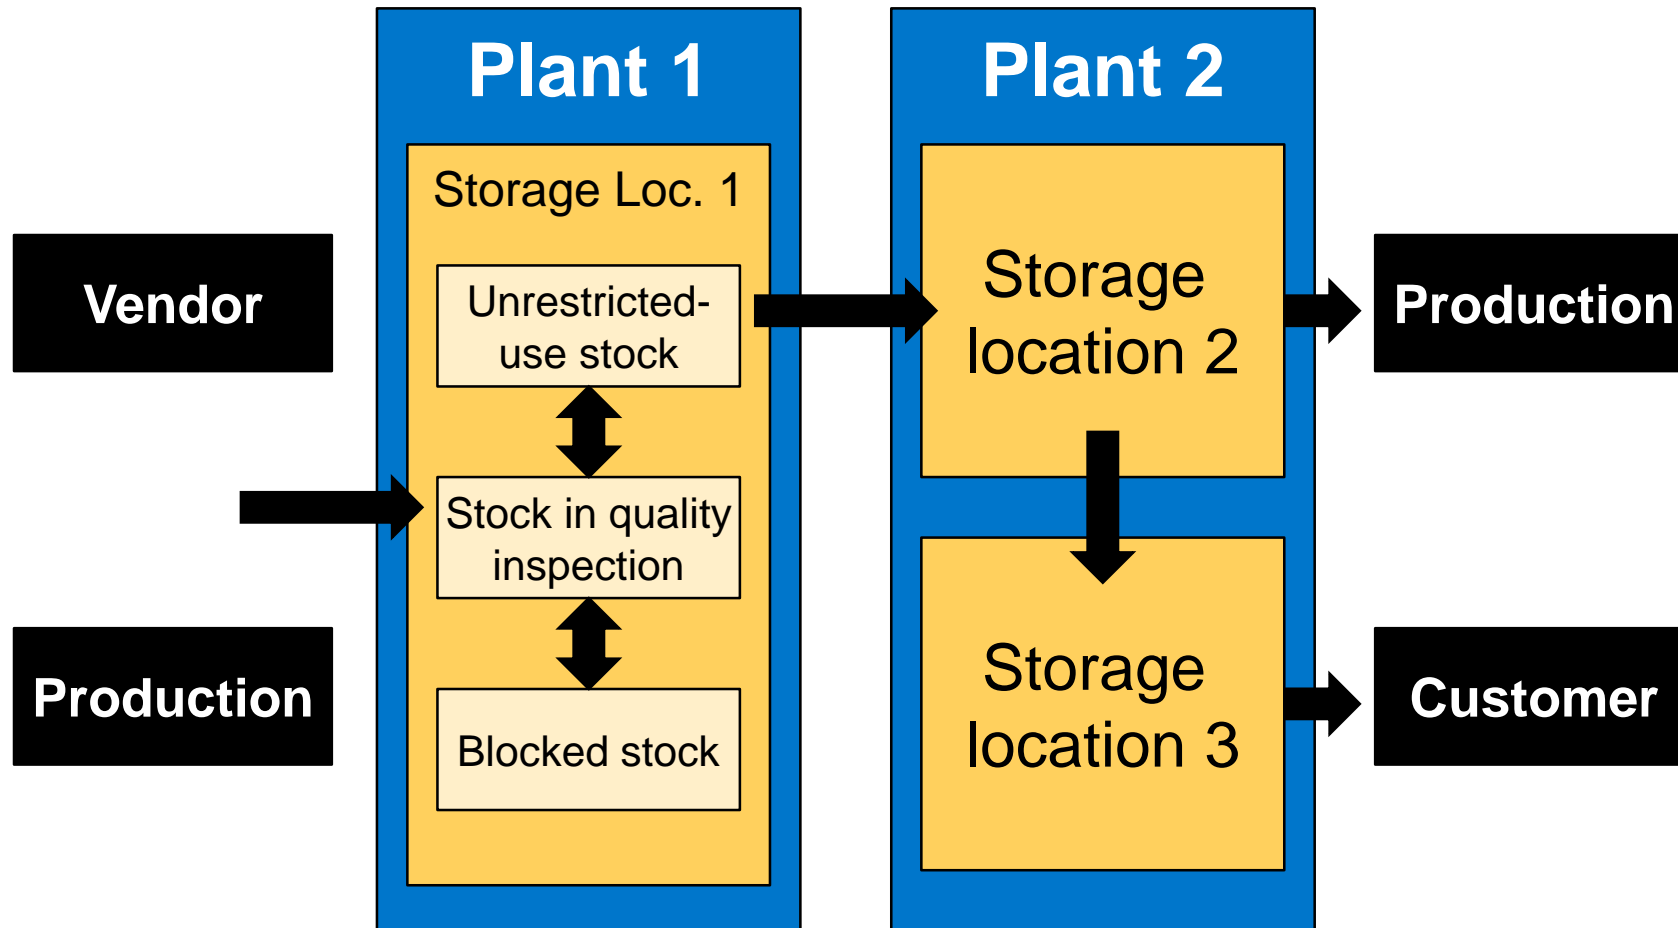 Plant 1
Plant 2
Storage Loc. 1
Vendor
Unrestricted-
use stock
Storage
location 2
Production
Stock in quality
inspection
Production
Blocked stock
Storage
location 3
Customer